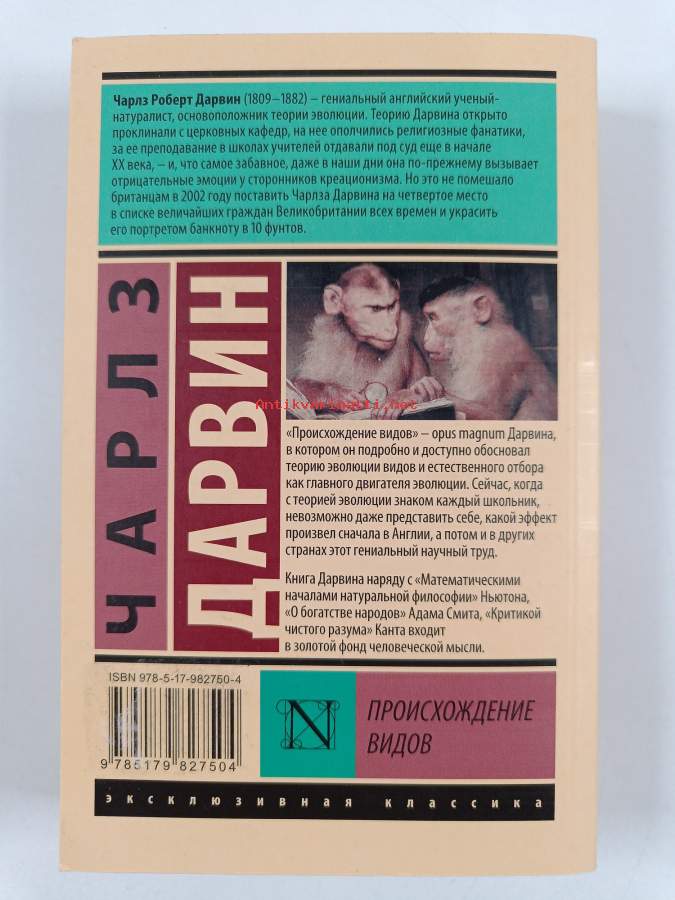 Чарлз Роберт Дарвин (1809–1882) – гениальный английский ученый-
натуралист, основоположник теории эволюции. Теорию Дарвина открыто
проклинали с церковных кафедр, на нее ополчились религиозные фанатики,
за ее преподавание в школах учителей отдавали под суд еще в начале
XX века, – и, что самое забавное, даже в наши дни она по-прежнему вызывает
отрицательные эмоции у сторонников креационизма. Но это не помешало
британцам в 2002 году поставить Чарлза Дарвина на четвертое место
в списке величайших граждан Великобритании всех времен и украсить
его портретом банкноту в 10 фунтов.
ЧАРЛЗ
ДАРВИН
Antikvaringatti.net
«Происхождение видов» – opus magnum Дарвина,
в котором он подробно и доступно обосновал
теорию эволюции видов и естественного отбора
как главного двигателя эволюции. Сейчас, когда
с теорией эволюции знаком каждый школьник,
невозможно даже представить себе, какой эффект
произвел сначала в Англии, а потом и в других
странах этот гениальный научный труд.
Книга Дарвина наряду с «Математическими
началами натуральной философии» Ньютона,
«О богатстве народов» Адама Смита, «Критикой
чистого разума» Канта входит
в золотой фонд человеческой мысли.
ISBN 978-5-17-982750-4
9 785179 827504
N
ПРОИСХОЖДЕНИЕ
ВИДОВ
эксклюзивная классика